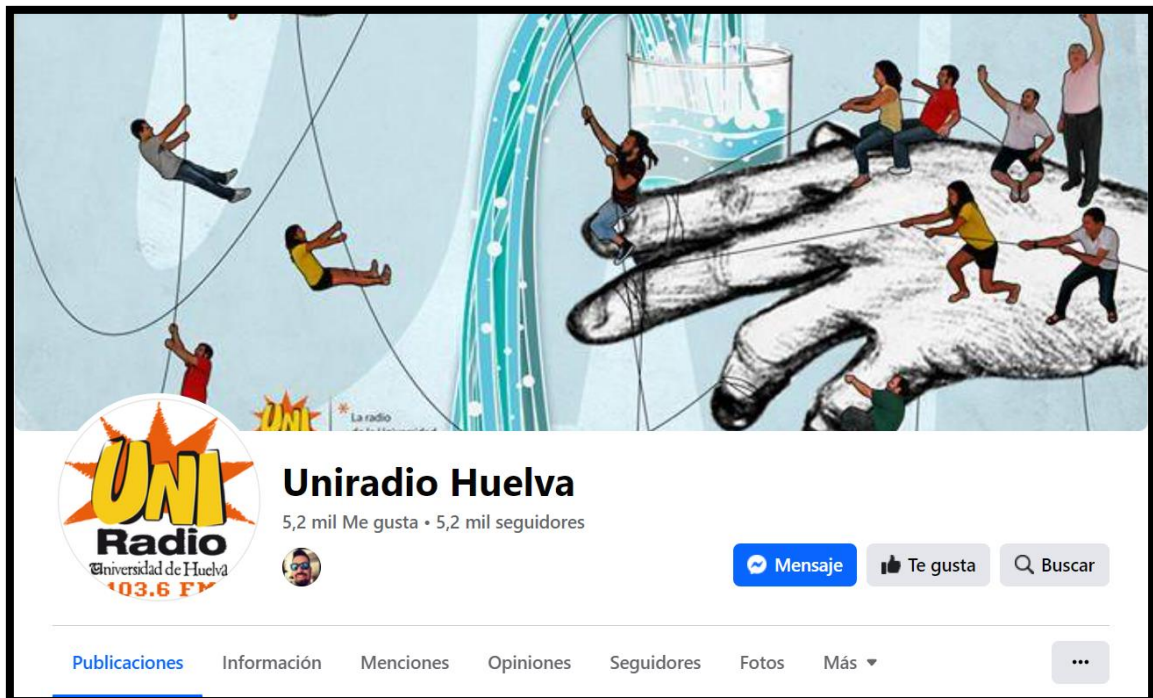 UNI
La radio
UNI
Radio
Universidad de Huelva
103.6 FM
Uniradio Huelva
5,2 mil Me gusta • 5,2 mil seguidores
Mensaje
Te gusta
Buscar
Publicaciones
Información
Menciones
Opiniones
Seguidores
Fotos
Más